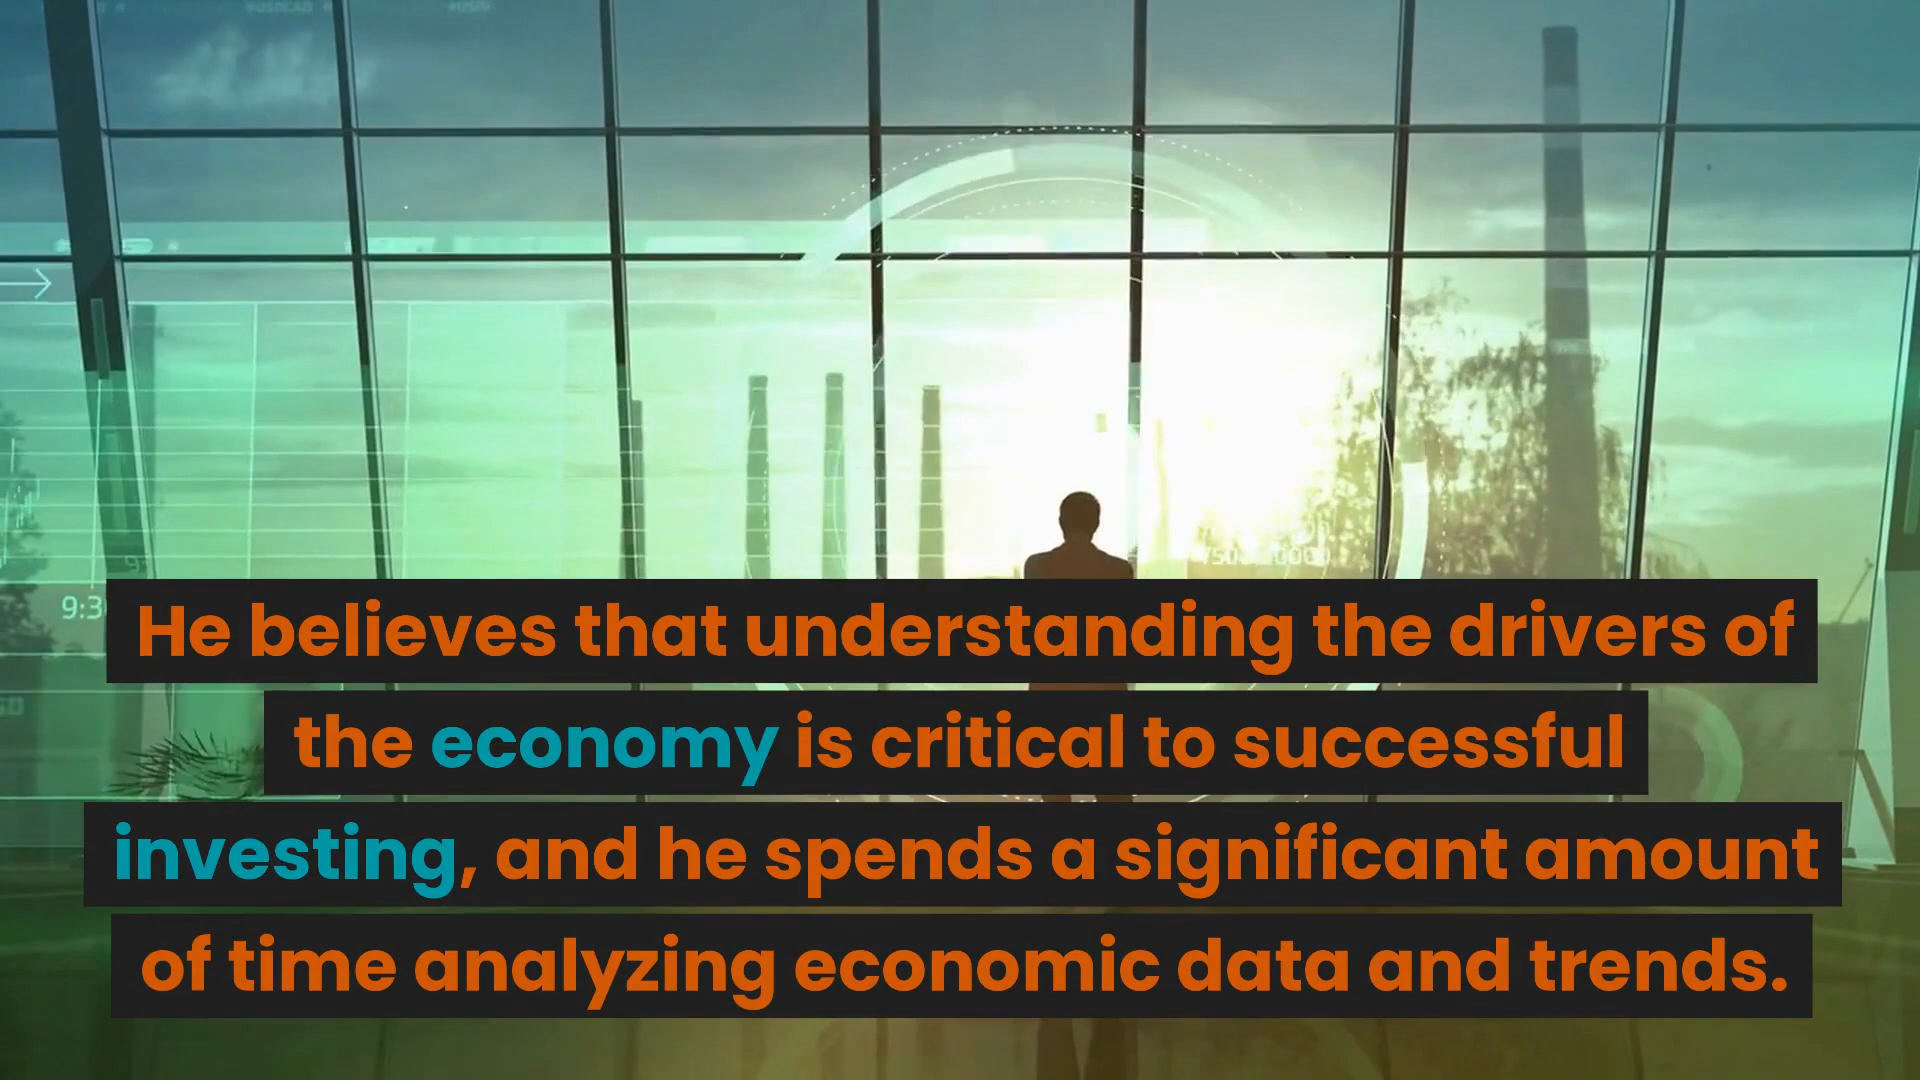 He believes that understanding the drivers of
the economy is critical to successful
investing, and he spends a significant amount
of time analyzing economic data and trends.